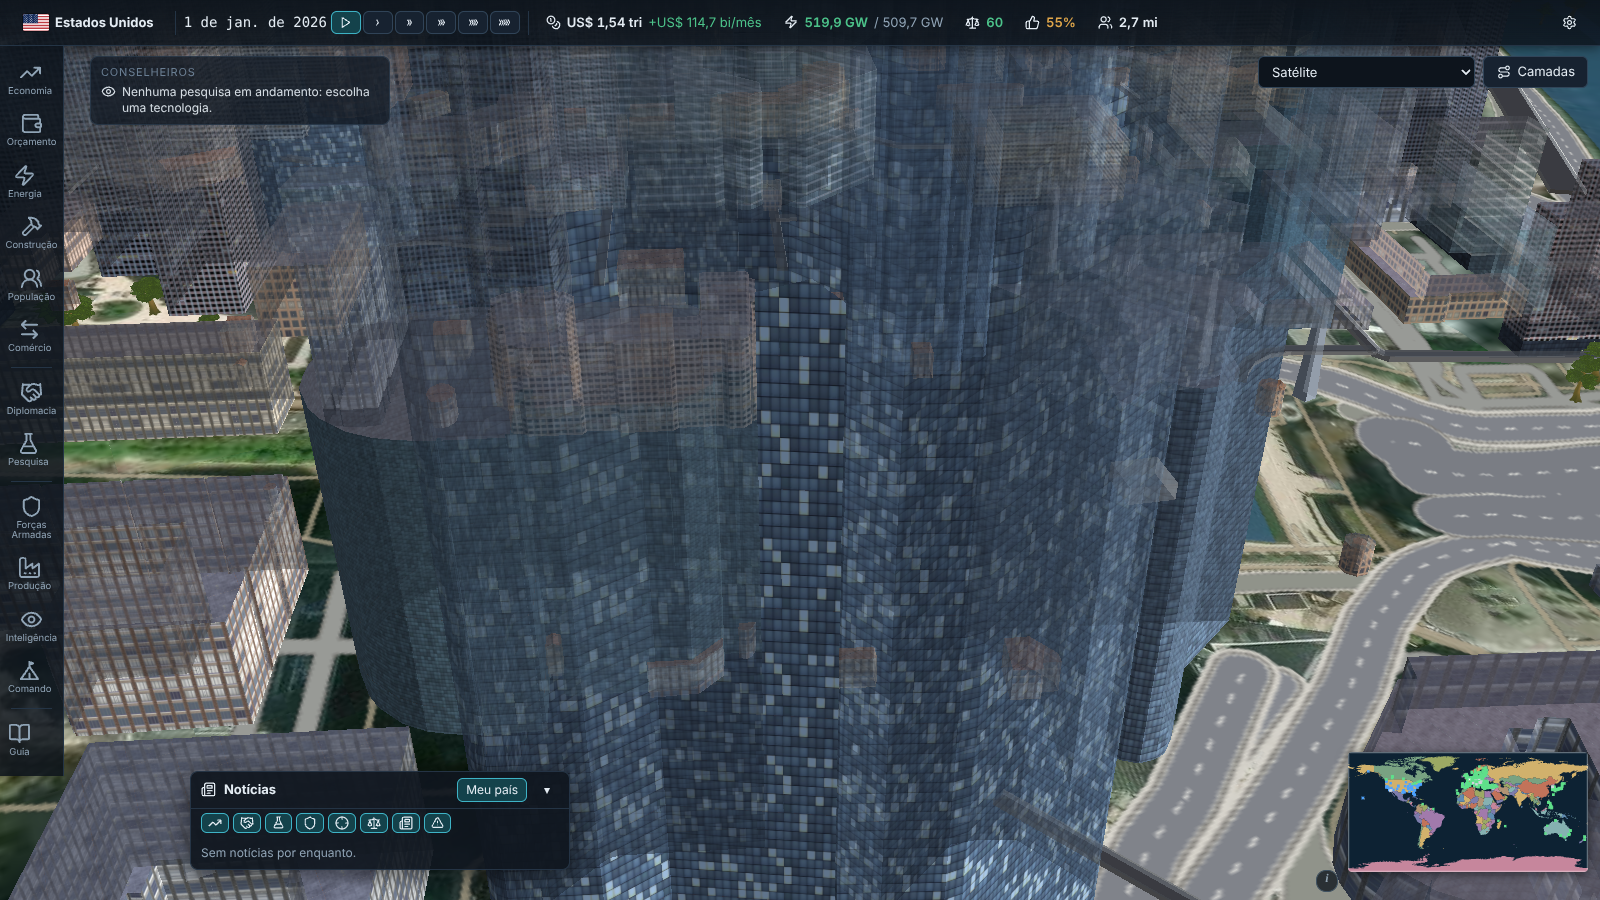 Estados Unidos
1 de jan. de 2026
US$ 1,54 tri +US$ 114,7 bi/mês
519,9 GW / 509,7 GW
60
55%
2,7 mi
Economia
Orçamento
Energia
Construção
População
Comércio
Diplomacia
Pesquisa
Forças
Armadas
Produção
Inteligência
Comando
Guia
CONSELHEIROS
Nenhuma pesquisa em andamento: escolha
uma tecnologia.
Satélite
Camadas
Notícias
Meu país
Sem notícias por enquanto.
i